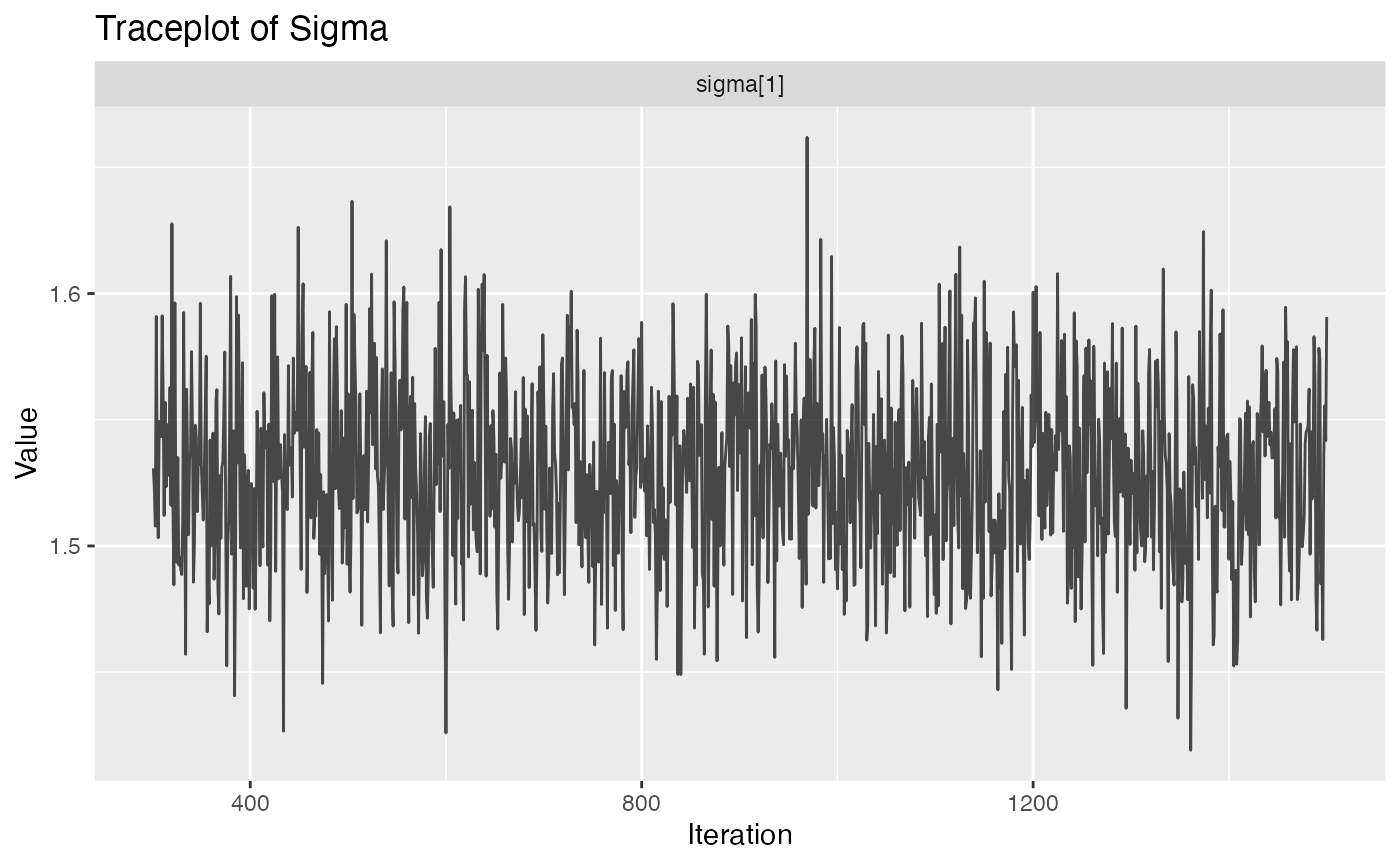 Traceplot of Sigma
sigma[1]
1.6
1.5
Value
400 800 1200
Iteration